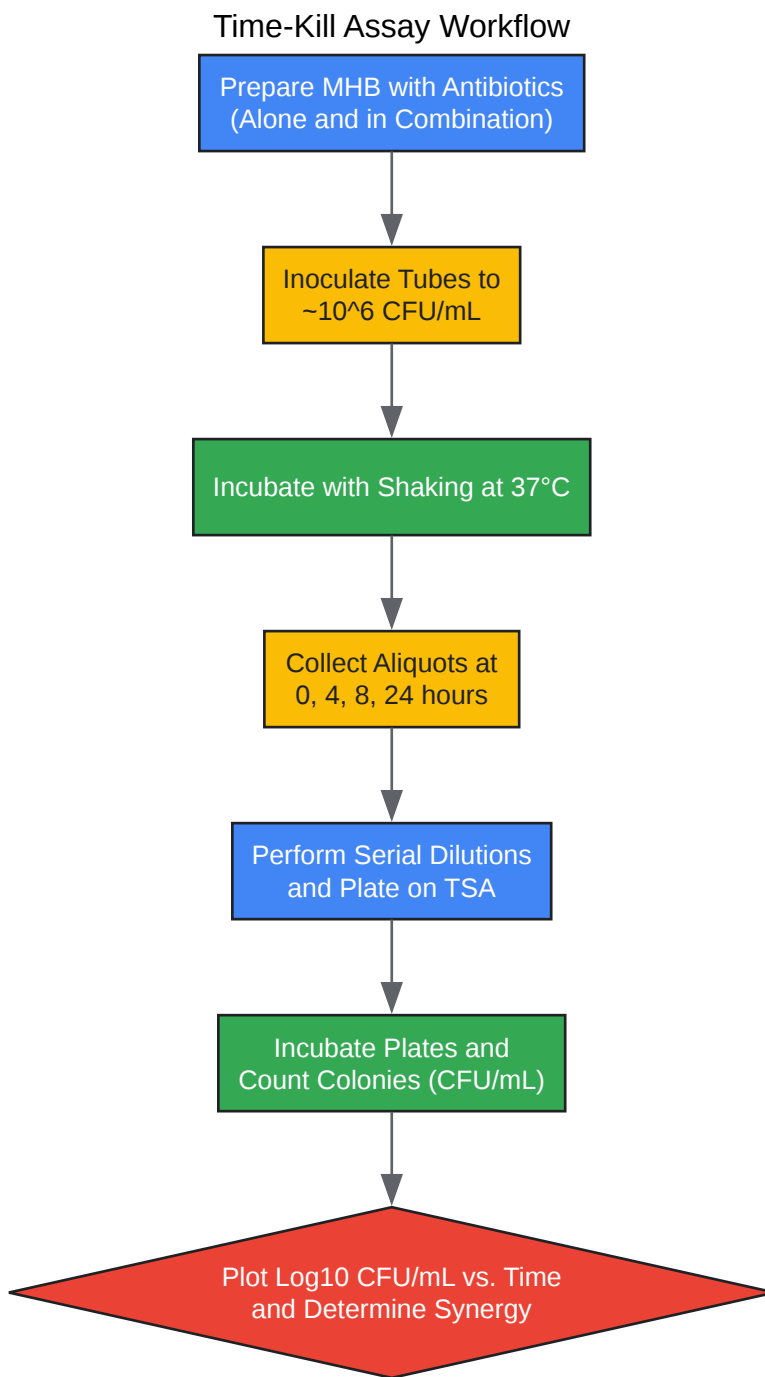 Time-Kill Assay Workflow
Prepare MHB with Antibiotics
(Alone and in Combination)
Inoculate Tubes to
~10^6 CFU/mL
Incubate with Shaking at 37°C
Collect Aliquots at
0, 4, 8, 24 hours
Perform Serial Dilutions
and Plate on TSA
Incubate Plates and
Count Colonies (CFU/mL)
Plot Log10 CFU/mL vs. Time
and Determine Synergy